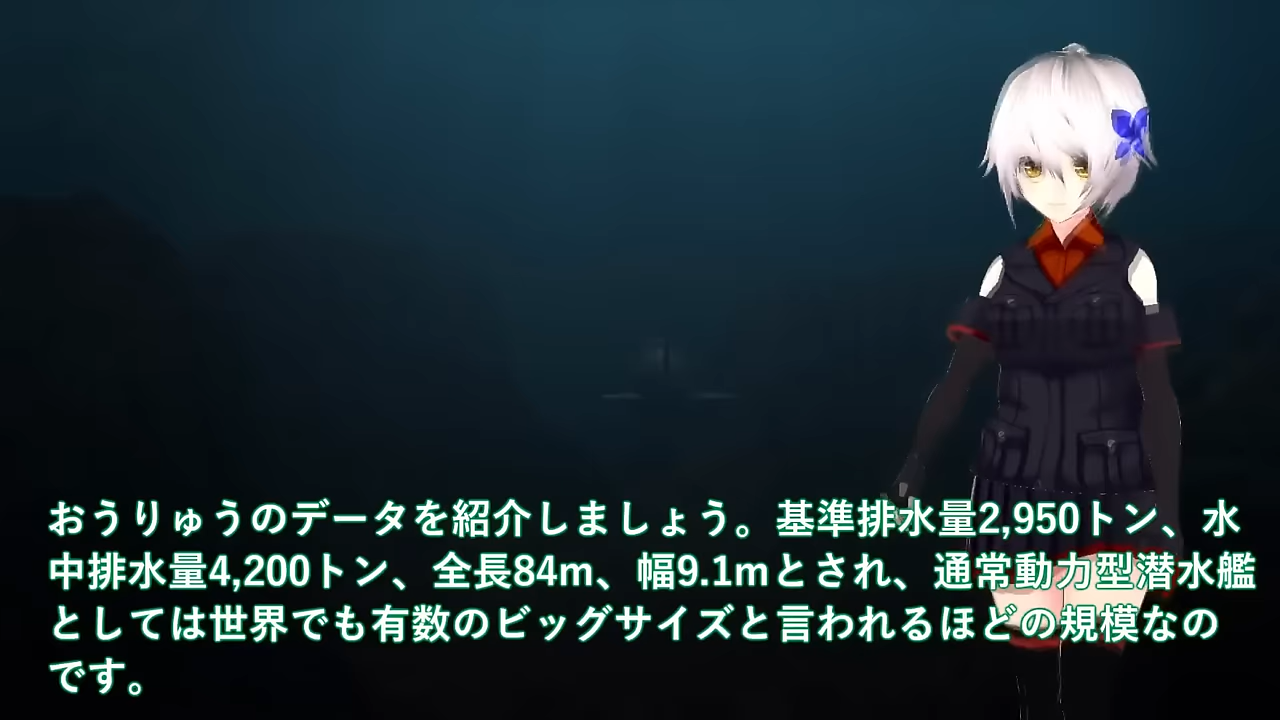 おうりゅうのデータを紹介しましょう。基準排水量2,950トン、水
中排水量4,200トン、全長84m、幅9.1mとされ、通常動力型潜水艦
としては世界でも有数のビッグサイズと言われるほどの規模なの
です。